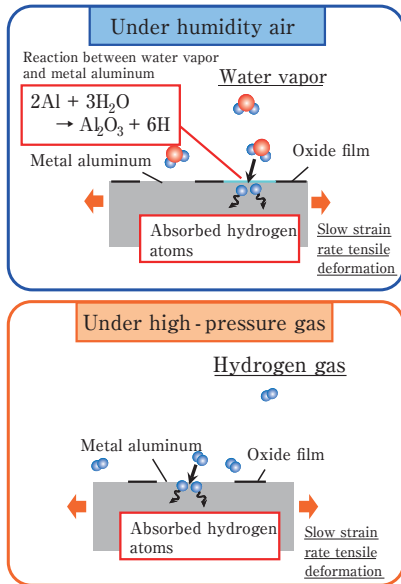 Under humidity air
Reaction between water vapor
and metal aluminum
Water vapor
2Al + 3H₂O
→ Al₂O₃ + 6H
Metal aluminum
Oxide film
Absorbed hydrogen
atoms
Slow strain
rate tensile
deformation
Under high-pressure gas
Hydrogen gas
Metal aluminum
Oxide film
Absorbed hydrogen
atoms
Slow strain
rate tensile
deformation